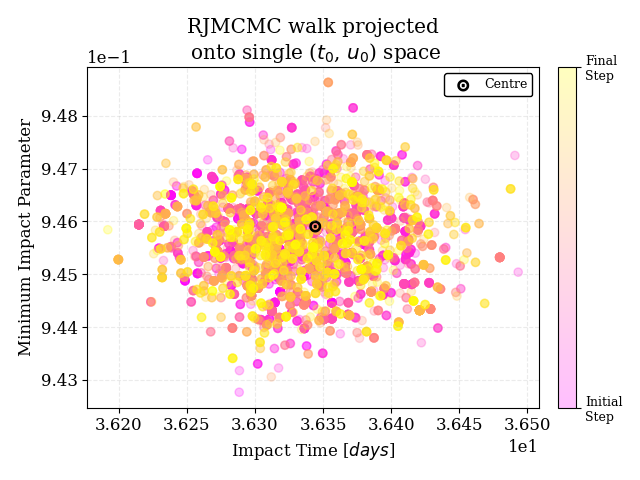 RJMCMC walk projected
onto single (t₀, u₀) space
1e−1
9.48
9.47
9.46
9.45
9.44
9.43
Minimum Impact Parameter
Centre
Final
Step
Initial
Step
3.620 3.625 3.630 3.635 3.640 3.645 3.650
1e1
Impact Time [days]